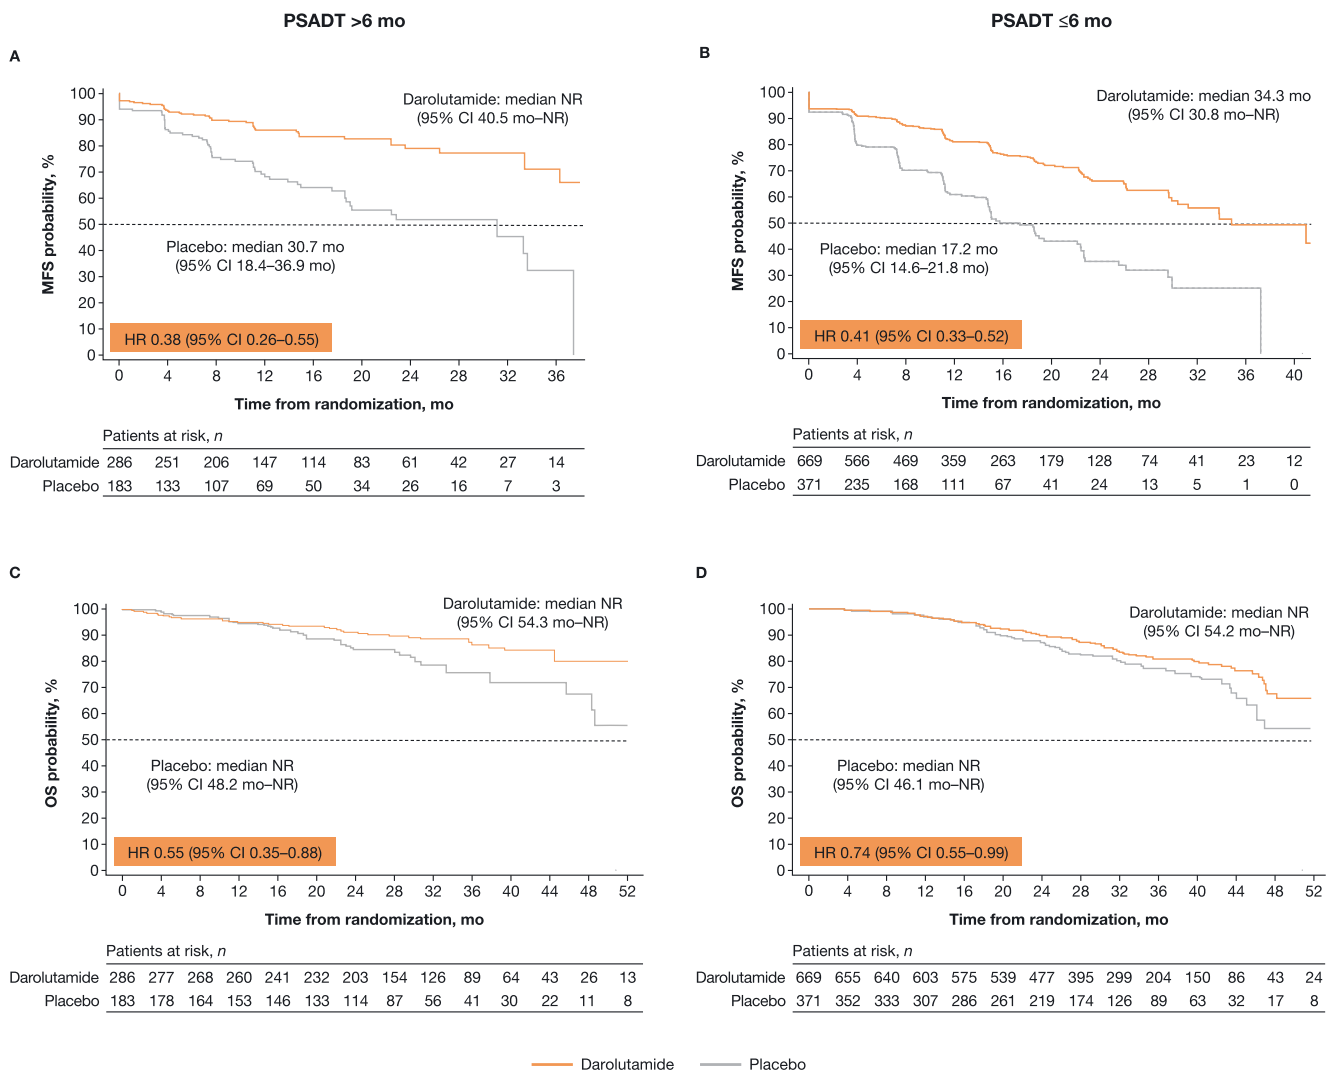 PSADT >6 mo
PSADT ≤6 mo
A
Darolutamide: median NR
(95% CI 40.5 mo–NR)
MFS probability, %
100
90
80
70
60
50
40
30
20
10
0
Placebo: median 30.7 mo
(95% CI 18.4–36.9 mo)
HR 0.38 (95% CI 0.26–0.55)
0 4 8 12 16 20 24 28 32 36
Time from randomization, mo
Patients at risk, n
Darolutamide 286 251 206 147 114 83 61 42 27 14
Placebo 183 133 107 69 50 34 26 16 7 3
B
Darolutamide: median 34.3 mo
(95% CI 30.8 mo–NR)
MFS probability, %
100
90
80
70
60
50
40
30
20
10
0
Placebo: median 17.2 mo
(95% CI 14.6–21.8 mo)
HR 0.41 (95% CI 0.33–0.52)
0 4 8 12 16 20 24 28 32 36 40
Time from randomization, mo
Patients at risk, n
Darolutamide 669 566 469 359 263 179 128 74 41 23 12
Placebo 371 235 168 111 67 41 24 13 5 1 0
C
Darolutamide: median NR
(95% CI 54.3 mo–NR)
OS probability, %
100
90
80
70
60
50
40
30
20
10
0
Placebo: median NR
(95% CI 48.2 mo–NR)
HR 0.55 (95% CI 0.35–0.88)
0 4 8 12 16 20 24 28 32 36 40 44 48 52
Time from randomization, mo
Patients at risk, n
Darolutamide 286 277 268 260 241 232 203 154 126 89 64 43 26 13
Placebo 183 178 164 153 146 133 114 87 56 41 30 22 11 8
D
Darolutamide: median NR
(95% CI 54.2 mo–NR)
OS probability, %
100
90
80
70
60
50
40
30
20
10
0
Placebo: median NR
(95% CI 46.1 mo–NR)
HR 0.74 (95% CI 0.55–0.99)
0 4 8 12 16 20 24 28 32 36 40 44 48 52
Time from randomization, mo
Patients at risk, n
Darolutamide 669 655 640 603 575 539 477 395 299 204 150 86 43 24
Placebo 371 352 333 307 286 261 219 174 126 89 63 32 17 8
Darolutamide
Placebo